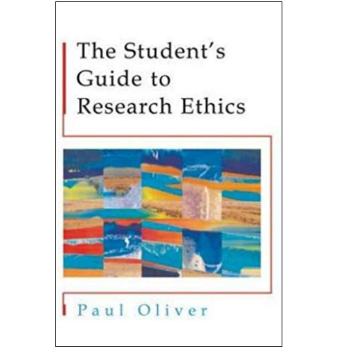 The Student's
Guide to
Research Ethics
Paul Oliver